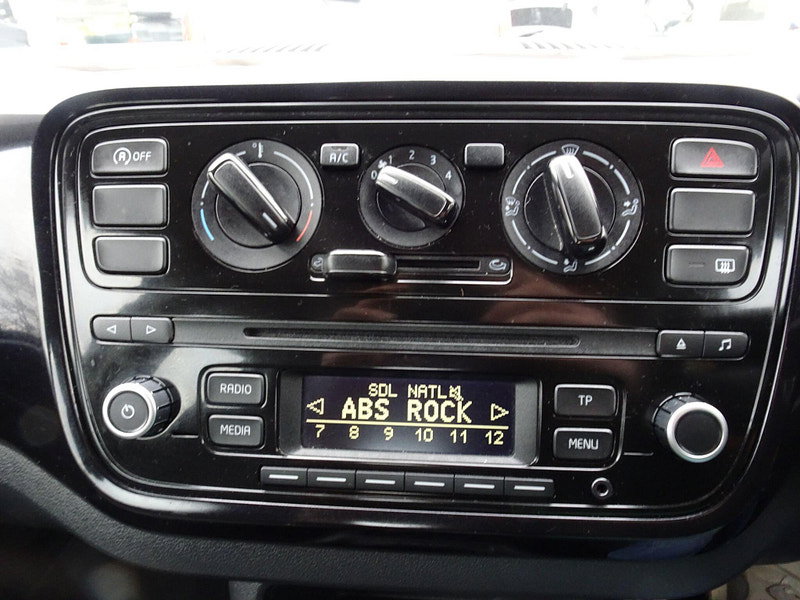 A OFF
°
A/C
0 1 2 3 4
RADIO
MEDIA
SDL NATL
ABS ROCK
7 8 9 10 11 12
TP
MENU